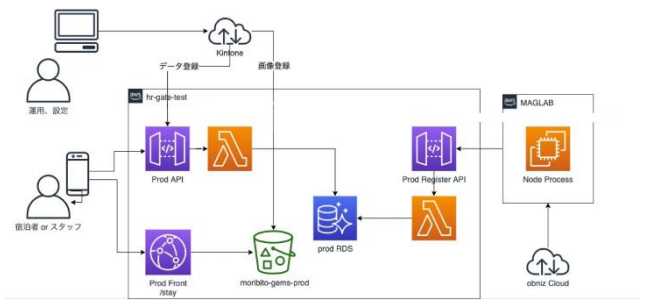 Kintone
データ登録
画像登録
運用、設定
aws
hr-gate-test
aws
MAGLAB
Prod API
Prod Register API
Node Process
宿泊者 or スタッフ
prod RDS
Prod Front
/stay
moribito-gems-prod
obniz Cloud